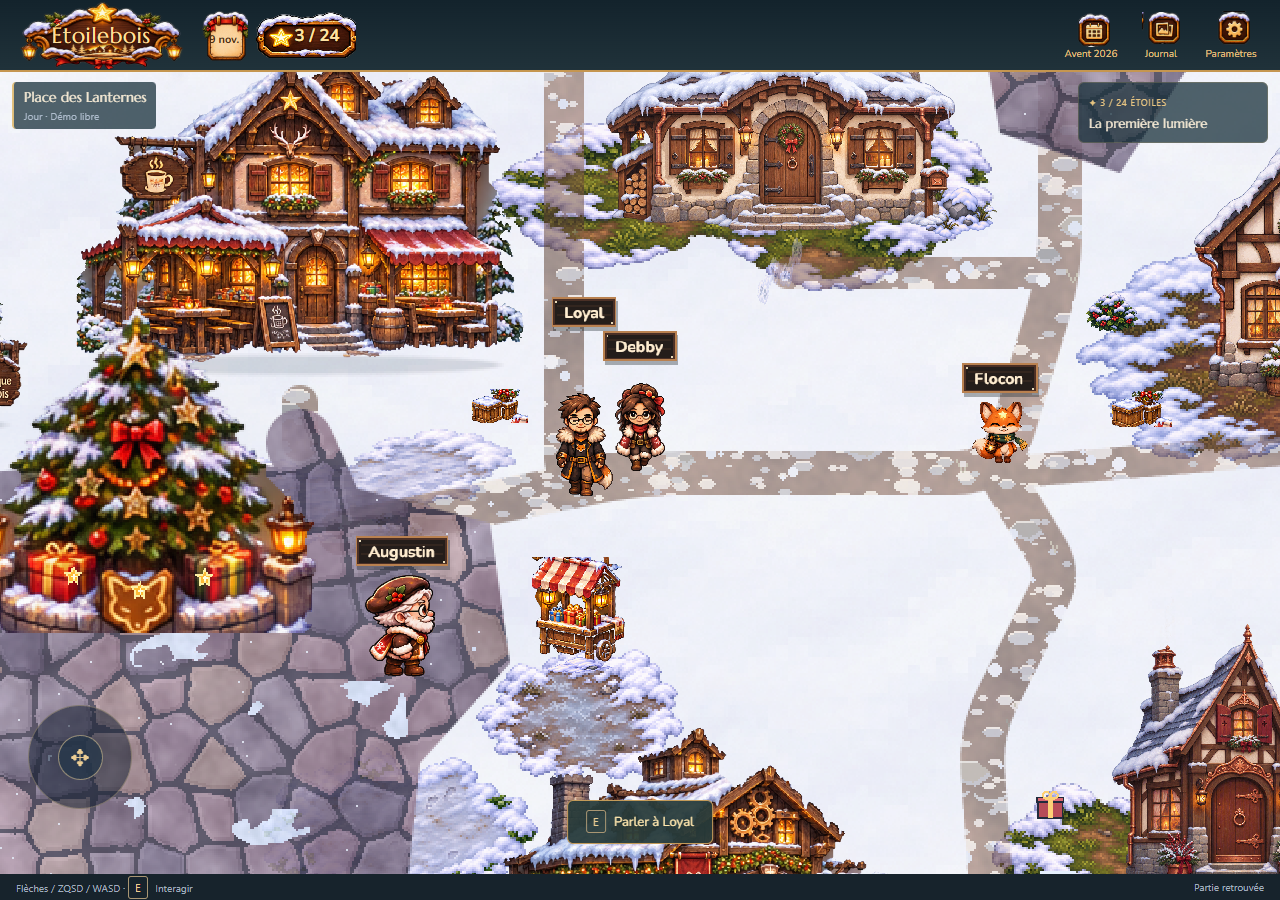 Étoilebois
9 nov.
3 / 24
Avent 2026
Journal
Paramètres
Place des Lanternes
Jour · Démo libre
✦ 3 / 24 ÉTOILES
La première lumière
Loyal
Debby
Flocon
Augustin
E Parler à Loyal
Flèches / ZQSD / WASD · E Interagir
Partie retrouvée